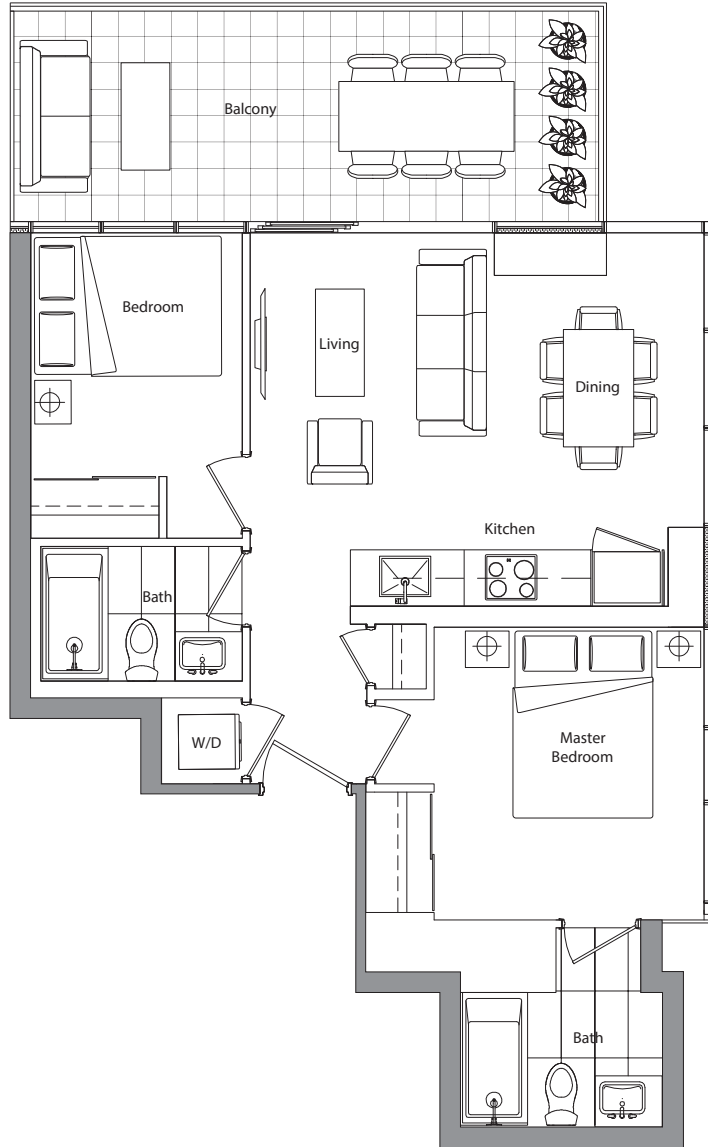 Balcony
Bedroom
Living
Dining
Kitchen
Bath
W/D
Master
Bedroom
Bath